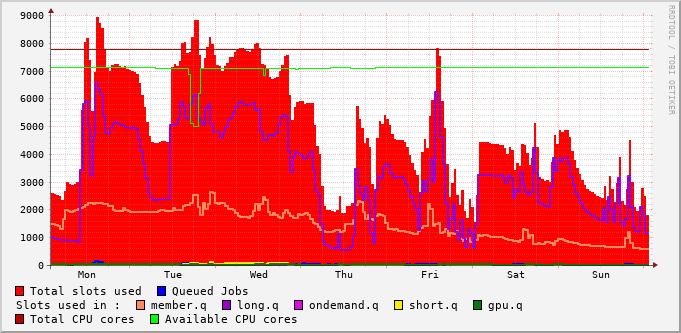 9000
8000
7000
6000
5000
4000
3000
2000
1000
0
Mon Tue Wed Thu Fri Sat Sun
RRDTOOL / TOBI OETIKER
Total slots used Queued Jobs
Slots used in : member.q long.q ondemand.q short.q gpu.q
Total CPU cores Available CPU cores